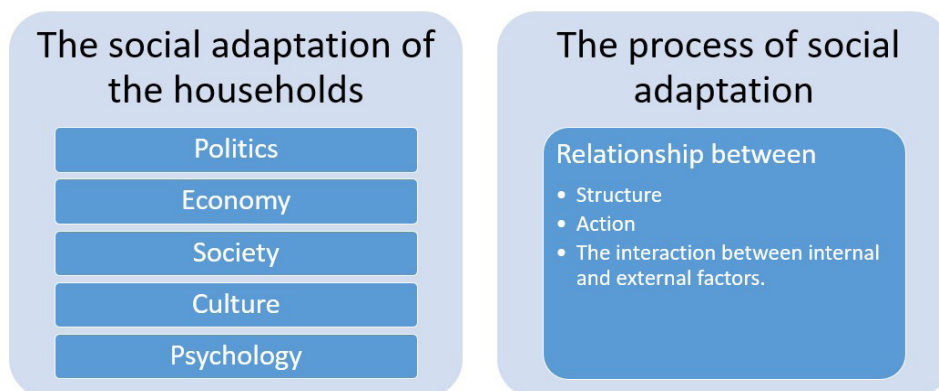 The social adaptation of
the households
Politics
Economy
Society
Culture
Psychology
The process of social
adaptation
Relationship between
• Structure
• Action
• The interaction between internal
and external factors.